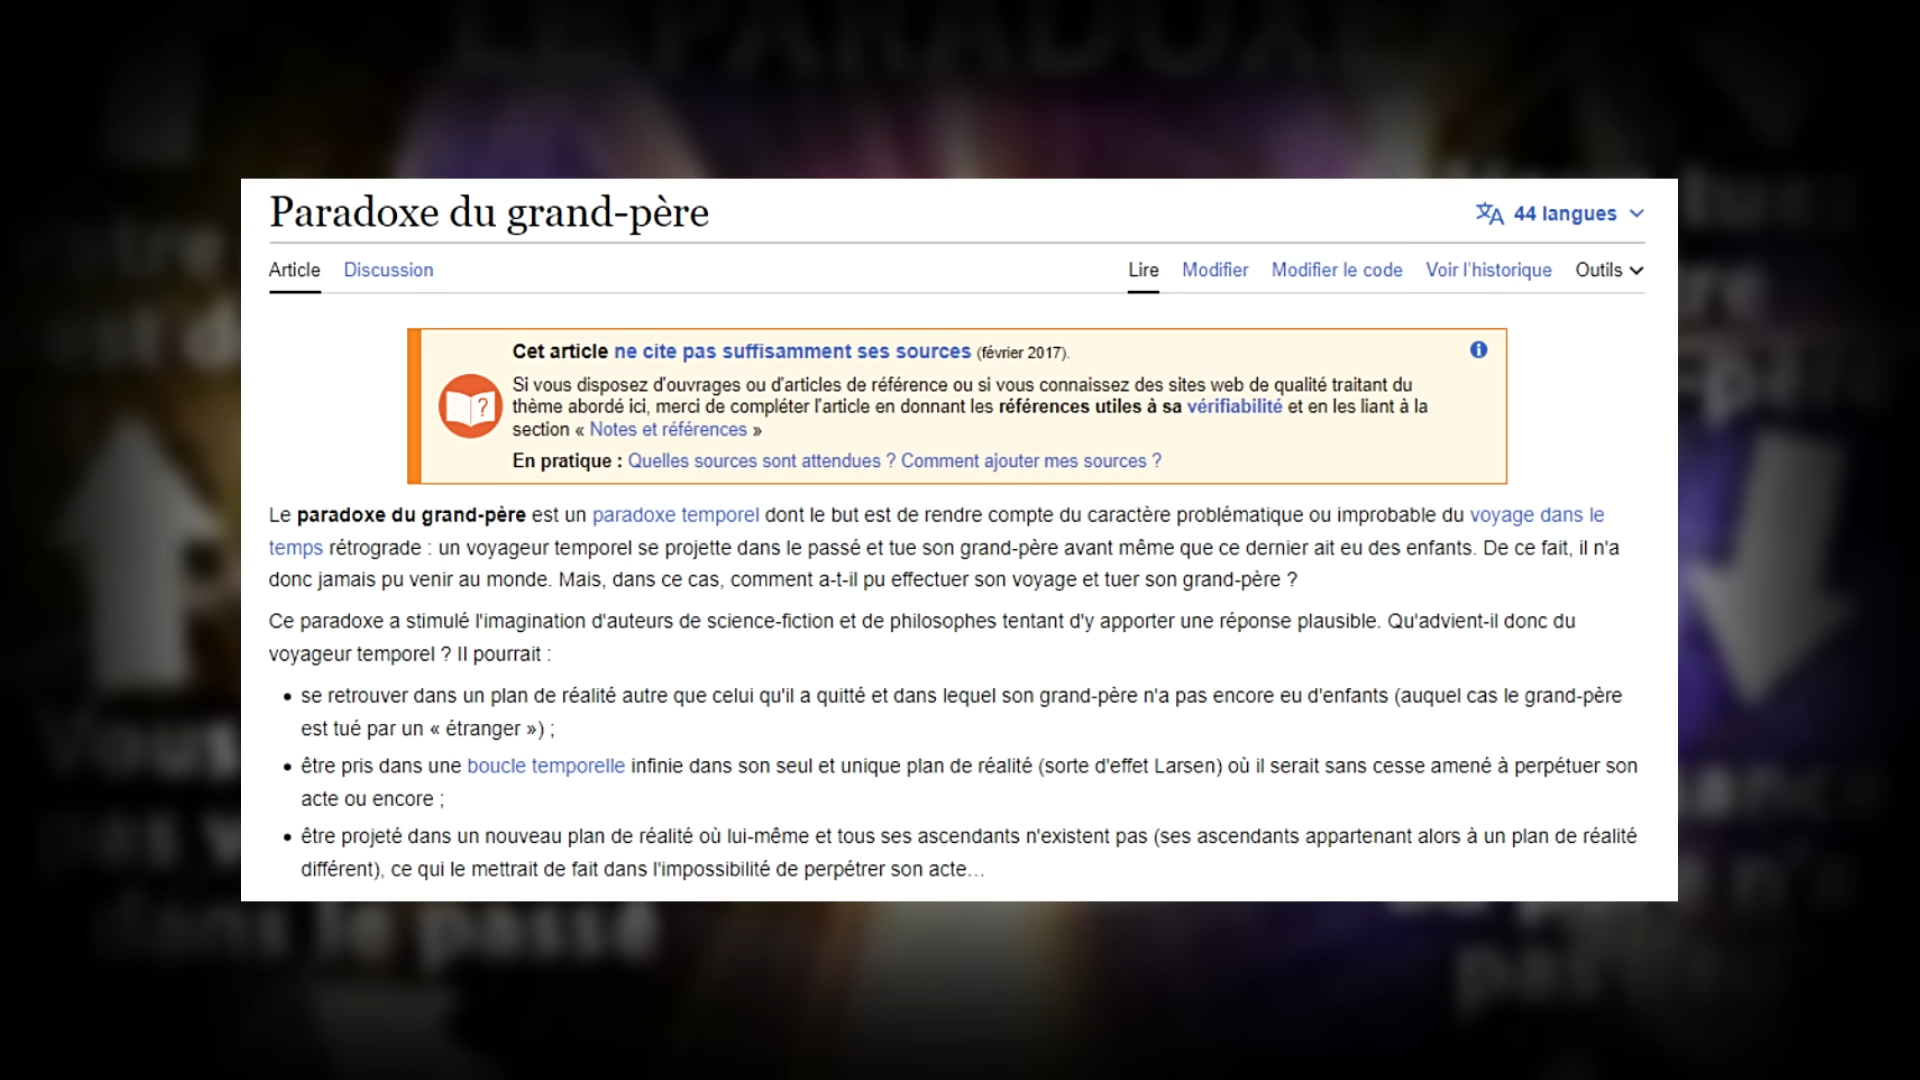 LE PARADOXE
Paradoxe du grand-père
44 langues
Article Discussion
Lire Modifier Modifier le code Voir l'historique Outils
Cet article ne cite pas suffisamment ses sources (février 2017).
Si vous disposez d'ouvrages ou d'articles de référence ou si vous connaissez des sites web de qualité traitant du
thème abordé ici, merci de compléter l'article en donnant les références utiles à sa vérifiabilité et en les liant à la
section « Notes et références »
En pratique : Quelles sources sont attendues ? Comment ajouter mes sources ?
Le paradoxe du grand-père est un paradoxe temporel dont le but est de rendre compte du caractère problématique ou improbable du voyage dans le
temps rétrograde : un voyageur temporel se projette dans le passé et tue son grand-père avant même que ce dernier ait eu des enfants. De ce fait, il n'a
donc jamais pu venir au monde. Mais, dans ce cas, comment a-t-il pu effectuer son voyage et tuer son grand-père ?
Ce paradoxe a stimulé l'imagination d'auteurs de science-fiction et de philosophes tentant d'y apporter une réponse plausible. Qu'advient-il donc du
voyageur temporel ? Il pourrait :
• se retrouver dans un plan de réalité autre que celui qu'il a quitté et dans lequel son grand-père n'a pas encore eu d'enfants (auquel cas le grand-père
est tué par un « étranger ») ;
• être pris dans une boucle temporelle infinie dans son seul et unique plan de réalité (sorte d'effet Larsen) où il serait sans cesse amené à perpétuer son
acte ou encore ;
• être projeté dans un nouveau plan de réalité où lui-même et tous ses ascendants n'existent pas (ses ascendants appartenant alors à un plan de réalité
différent), ce qui le mettrait de fait dans l'impossibilité de perpétrer son acte…
Vous
dans le passé